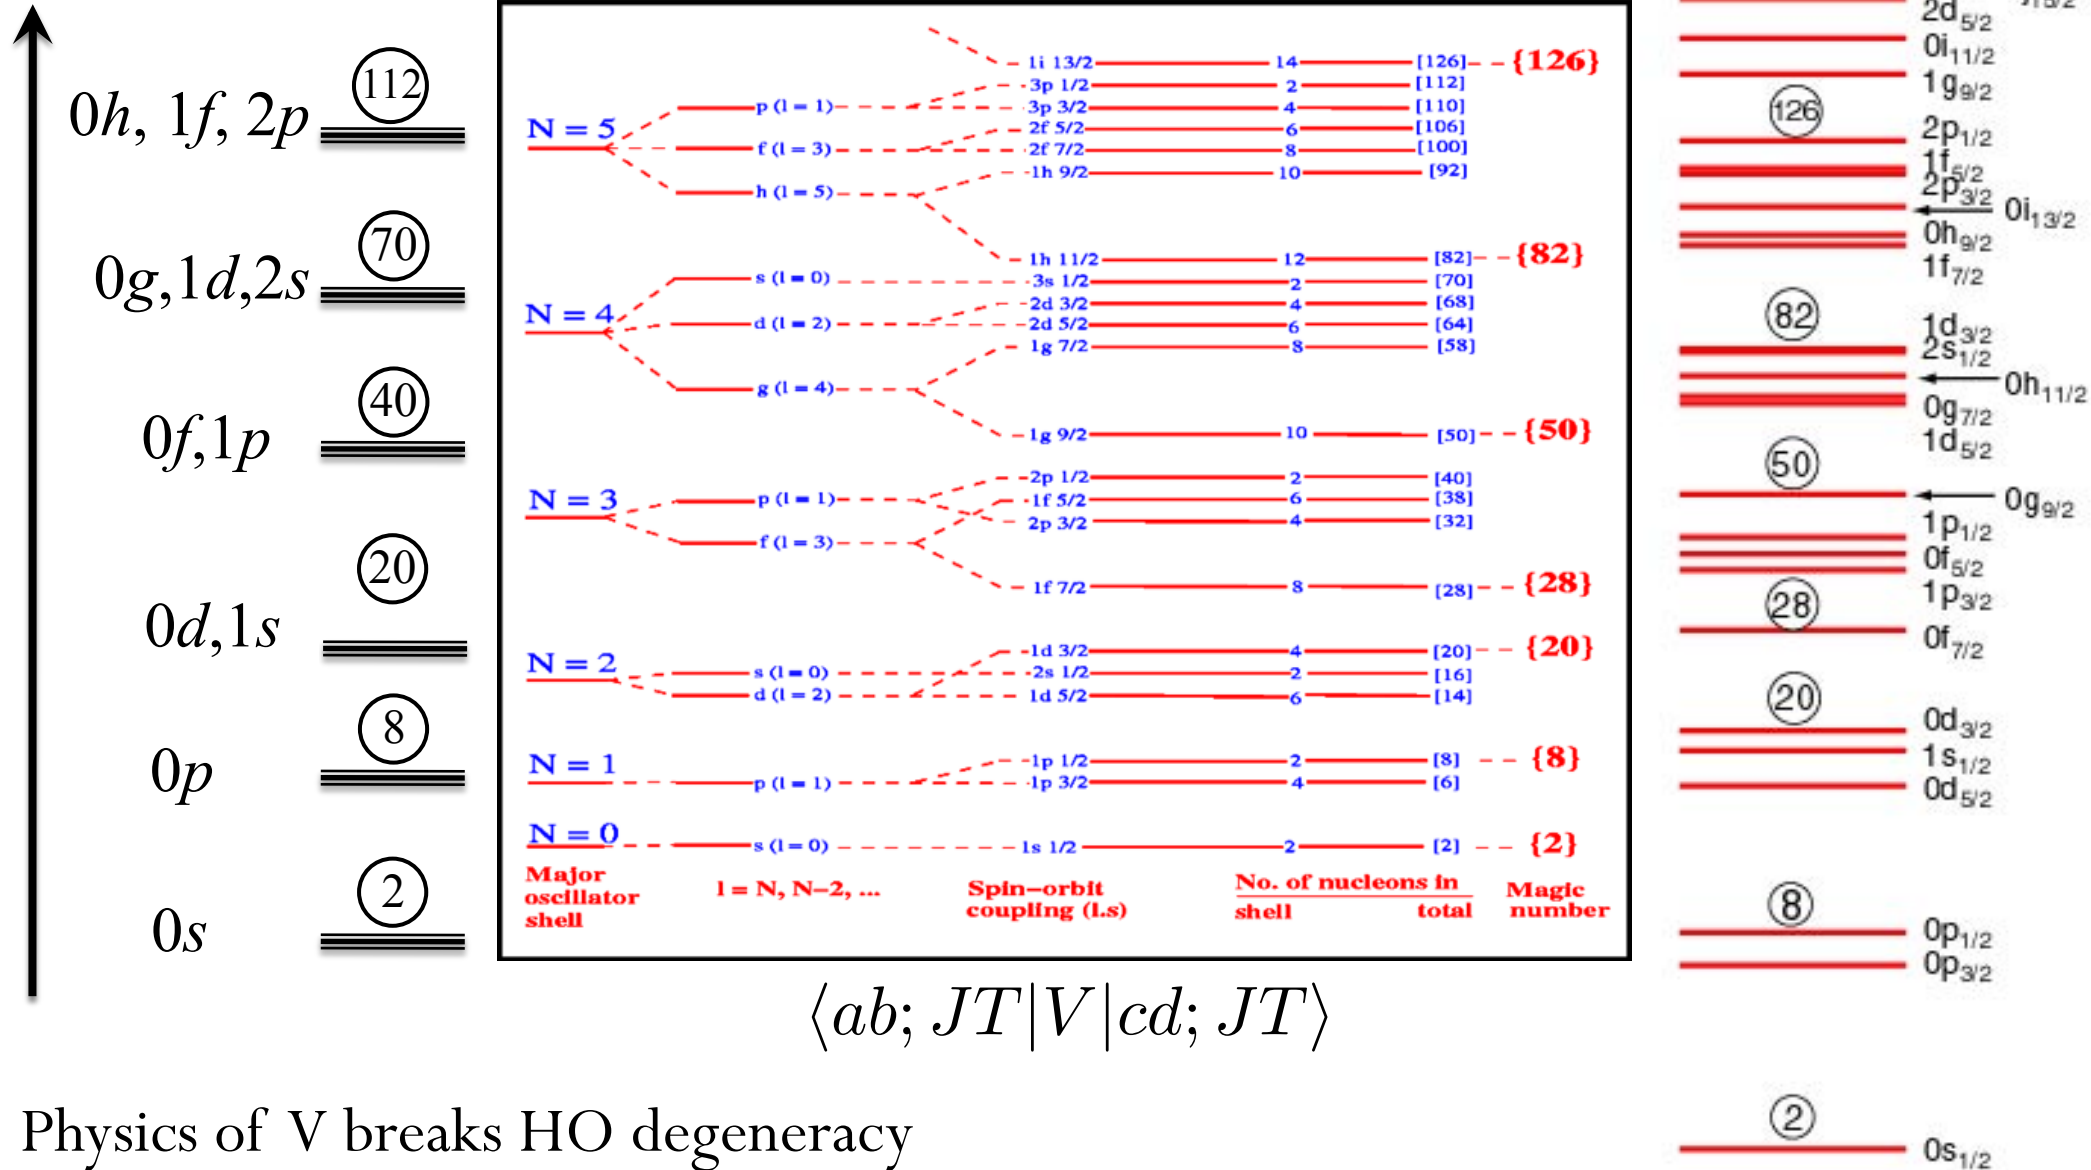 0h, 1f, 2p
112
0g,1d,2s
70
0f,1p
40
0d,1s
20
0p
8
0s
2
1i 13/2 14 [126] {126}
3p 1/2 2 [112]
N = 5 p (l = 1) 3p 3/2 4 [110]
2f 5/2 6 [106]
f (l = 3) 2f 7/2 8 [100]
1h 9/2 10 [92]
h (l = 5)
1h 11/2 12 [82] {82}
s (l = 0) 3s 1/2 2 [70]
2d 3/2 4 [68]
N = 4 d (l = 2) 2d 5/2 6 [64]
1g 7/2 8 [58]
g (l = 4)
1g 9/2 10 [50] {50}
2p 1/2 2 [40]
N = 3 p (l = 1) 1f 5/2 6 [38]
2p 3/2 4 [32]
f (l = 3)
1f 7/2 8 [28] {28}
1d 3/2 4 [20] {20}
N = 2 s (l = 0) 2s 1/2 2 [16]
d (l = 2) 1d 5/2 6 [14]
N = 1 1p 1/2 2 [8] {8}
p (l = 1) 1p 3/2 4 [6]
N = 0 s (l = 0) 1s 1/2 2 [2] {2}
Major
oscillator
shell
l = N, N−2, ...
Spin−orbit
coupling (l.s)
No. of nucleons in
shell total
Magic
number
⟨ab; JT|V|cd; JT⟩
Physics of V breaks HO degeneracy
2d5/2
0i11/2
1g9/2
126
2p1/2
1f5/2
2p3/2
0i13/2
0h9/2
1f7/2
82
1d3/2
2s1/2
0h11/2
0g7/2
1d5/2
50
0g9/2
1p1/2
0f5/2
1p3/2
28
0f7/2
20
0d3/2
1s1/2
0d5/2
8
0p1/2
0p3/2
2
0s1/2